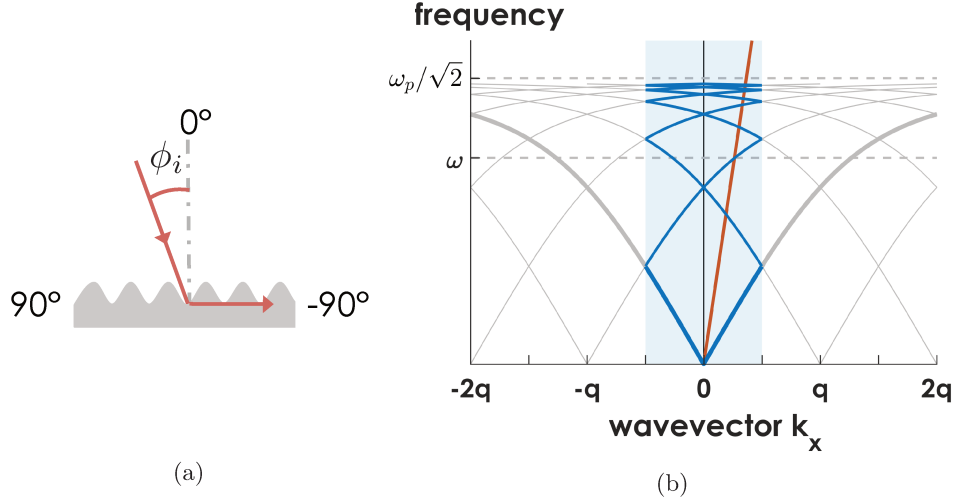 0°
ϕi
90°
-90°
(a)
frequency
ωp/√2
ω
-2q
-q
0
q
2q
wavevector kx
(b)